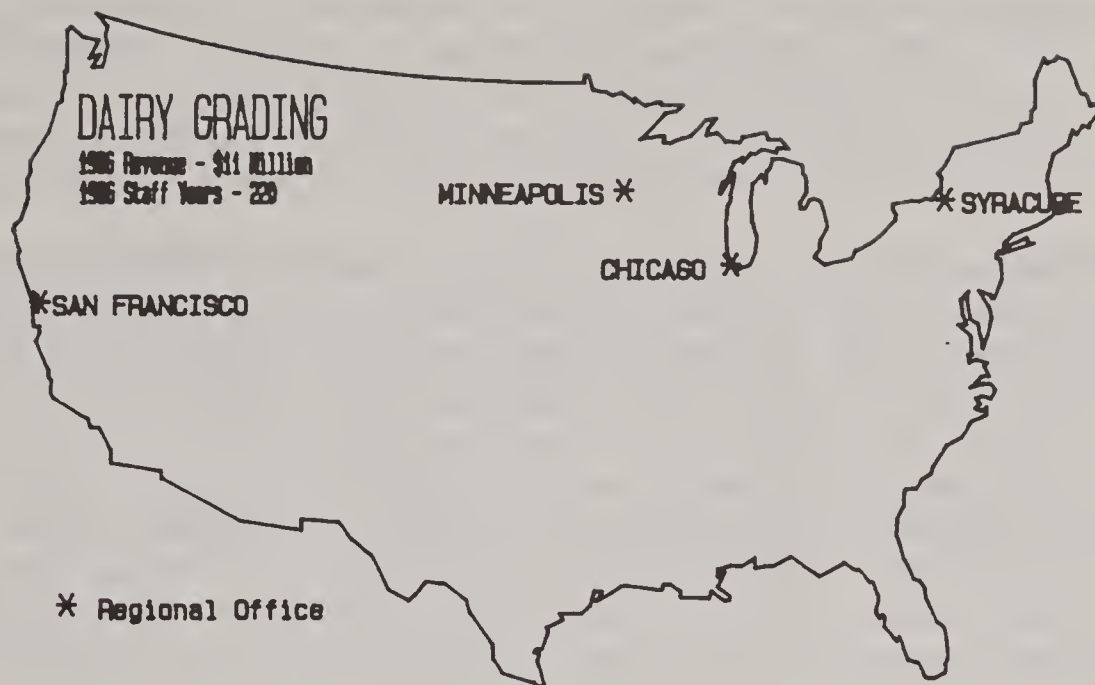 DAIRY GRADING
1986 Revenue - $11 Million
1986 Staff Years - 220
MINNEAPOLIS
SYRACUSE
CHICAGO
SAN FRANCISCO
Regional Office